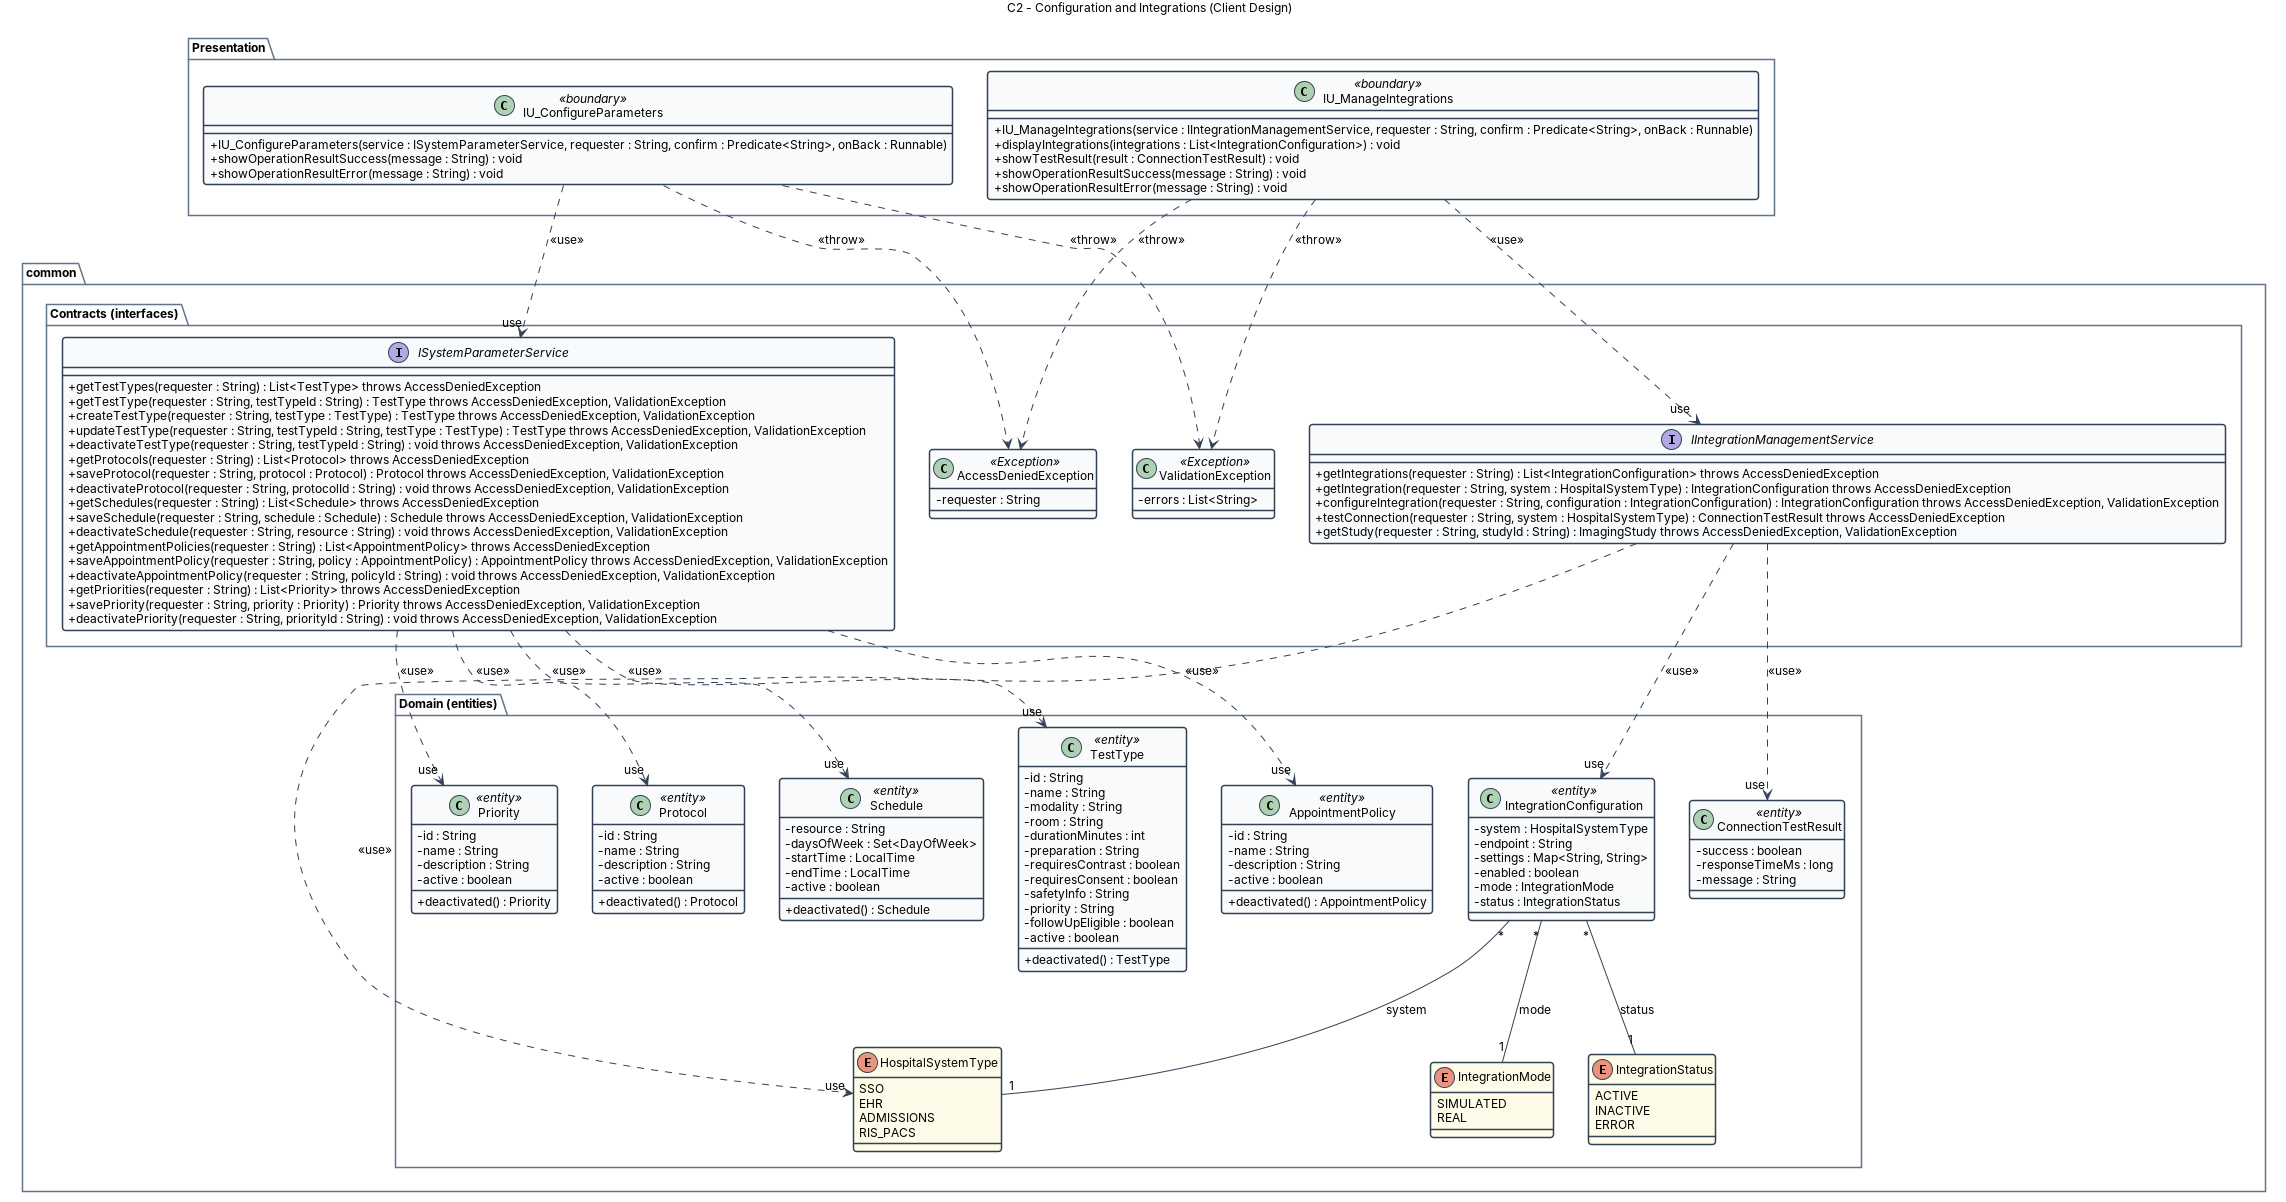 C2 - Configuration and Integrations (Client Design)
Presentation
C
«boundary»
IU_ConfigureParameters
+IU_ConfigureParameters(service : ISystemParameterService, requester : String, confirm : Predicate<String>, onBack : Runnable)
+showOperationResultSuccess(message : String) : void
+showOperationResultError(message : String) : void
C
«boundary»
IU_ManageIntegrations
+IU_ManageIntegrations(service : IIntegrationManagementService, requester : String, confirm : Predicate<String>, onBack : Runnable)
+displayIntegrations(integrations : List<IntegrationConfiguration>) : void
+showTestResult(result : ConnectionTestResult) : void
+showOperationResultSuccess(message : String) : void
+showOperationResultError(message : String) : void
«use»
«throw»
«throw»
«throw»
«throw»
«use»
common
Contracts (interfaces)
use
I
ISystemParameterService
+getTestTypes(requester : String) : List<TestType> throws AccessDeniedException
+getTestType(requester : String, testTypeId : String) : TestType throws AccessDeniedException, ValidationException
+createTestType(requester : String, testType : TestType) : TestType throws AccessDeniedException, ValidationException
+updateTestType(requester : String, testTypeId : String, testType : TestType) : TestType throws AccessDeniedException, ValidationException
+deactivateTestType(requester : String, testTypeId : String) : void throws AccessDeniedException, ValidationException
+getProtocols(requester : String) : List<Protocol> throws AccessDeniedException
+saveProtocol(requester : String, protocol : Protocol) : Protocol throws AccessDeniedException, ValidationException
+deactivateProtocol(requester : String, protocolId : String) : void throws AccessDeniedException, ValidationException
+getSchedules(requester : String) : List<Schedule> throws AccessDeniedException
+saveSchedule(requester : String, schedule : Schedule) : Schedule throws AccessDeniedException, ValidationException
+deactivateSchedule(requester : String, resource : String) : void throws AccessDeniedException, ValidationException
+getAppointmentPolicies(requester : String) : List<AppointmentPolicy> throws AccessDeniedException
+saveAppointmentPolicy(requester : String, policy : AppointmentPolicy) : AppointmentPolicy throws AccessDeniedException, ValidationException
+deactivateAppointmentPolicy(requester : String, policyId : String) : void throws AccessDeniedException, ValidationException
+getPriorities(requester : String) : List<Priority> throws AccessDeniedException
+savePriority(requester : String, priority : Priority) : Priority throws AccessDeniedException, ValidationException
+deactivatePriority(requester : String, priorityId : String) : void throws AccessDeniedException, ValidationException
C
«Exception»
AccessDeniedException
-requester : String
C
«Exception»
ValidationException
-errors : List<String>
use
I
IIntegrationManagementService
+getIntegrations(requester : String) : List<IntegrationConfiguration> throws AccessDeniedException
+getIntegration(requester : String, system : HospitalSystemType) : IntegrationConfiguration throws AccessDeniedException
+configureIntegration(requester : String, configuration : IntegrationConfiguration) : IntegrationConfiguration throws AccessDeniedException, ValidationException
+testConnection(requester : String, system : HospitalSystemType) : ConnectionTestResult throws AccessDeniedException
+getStudy(requester : String, studyId : String) : ImagingStudy throws AccessDeniedException, ValidationException
«use»
«use»
«use»
«use»
«use»
«use»
«use»
Domain (entities)
use
C
«entity»
Priority
-id : String
-name : String
-description : String
-active : boolean
+deactivated() : Priority
use
C
«entity»
Protocol
-id : String
-name : String
-description : String
-active : boolean
+deactivated() : Protocol
use
C
«entity»
Schedule
-resource : String
-daysOfWeek : Set<DayOfWeek>
-startTime : LocalTime
-endTime : LocalTime
-active : boolean
+deactivated() : Schedule
use
C
«entity»
TestType
-id : String
-name : String
-modality : String
-room : String
-durationMinutes : int
-preparation : String
-requiresContrast : boolean
-requiresConsent : boolean
-safetyInfo : String
-priority : String
-followUpEligible : boolean
-active : boolean
+deactivated() : TestType
use
C
«entity»
AppointmentPolicy
-id : String
-name : String
-description : String
-active : boolean
+deactivated() : AppointmentPolicy
use
C
«entity»
IntegrationConfiguration
-system : HospitalSystemType
-endpoint : String
-settings : Map<String, String>
-enabled : boolean
-mode : IntegrationMode
-status : IntegrationStatus
use
C
«entity»
ConnectionTestResult
-success : boolean
-responseTimeMs : long
-message : String
«use»
*
*
*
system
mode
status
use
1
1
1
E
HospitalSystemType
SSO
EHR
ADMISSIONS
RIS_PACS
E
IntegrationMode
SIMULATED
REAL
E
IntegrationStatus
ACTIVE
INACTIVE
ERROR